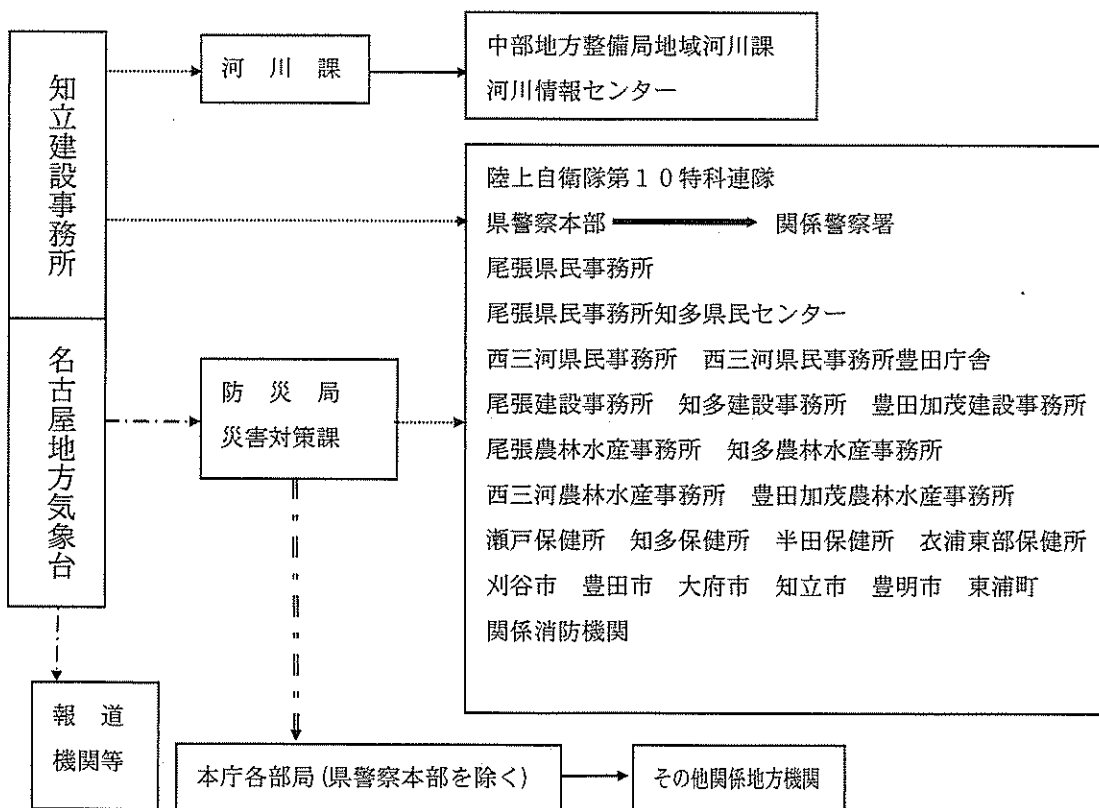 知立建設事務所
名古屋地方気象台
河　川　課
中部地方整備局地域河川課
河川情報センター
陸上自衛隊第１０特科連隊
県警察本部　関係警察署
尾張県民事務所
尾張県民事務所知多県民センター
西三河県民事務所　西三河県民事務所豊田庁舎
尾張建設事務所　知多建設事務所　豊田加茂建設事務所
尾張農林水産事務所　知多農林水産事務所
西三河農林水産事務所　豊田加茂農林水産事務所
瀬戸保健所　知多保健所　半田保健所　衣浦東部保健所
刈谷市　豊田市　大府市　知立市　豊明市　東浦町
関係消防機関
防　災　局
災害対策課
報　道
機関等
本庁各部局(県警察本部を除く)
その他関係地方機関